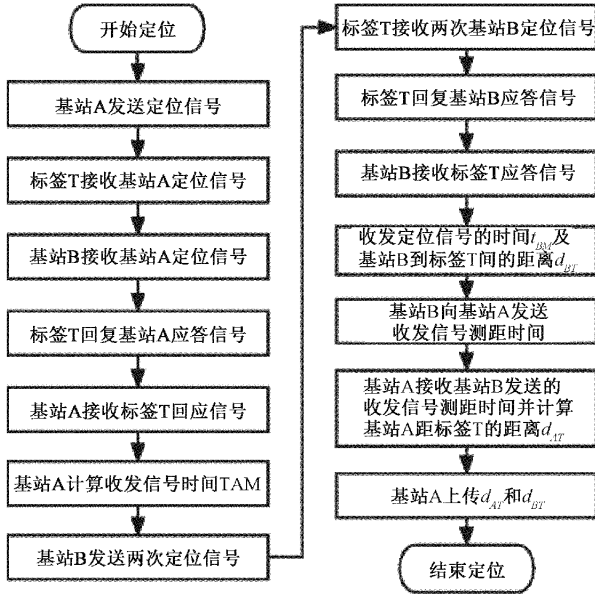 开始定位
基站A发送定位信号
标签T接收基站A定位信号
基站B接收基站A定位信号
标签T回复基站A应答信号
基站A接收标签T回应信号
基站A计算收发信号时间TAM
基站B发送两次定位信号
标签T接收两次基站B定位信号
标签T回复基站B应答信号
基站B接收标签T应答信号
收发定位信号的时间t_BM及
基站B到标签T间的距离d_BT
基站B向基站A发送
收发信号测距时间
基站A接收基站B发送的
收发信号测距时间并计算
基站A距标签T的距离d_AT
基站A上传d_AT和d_BT
结束定位